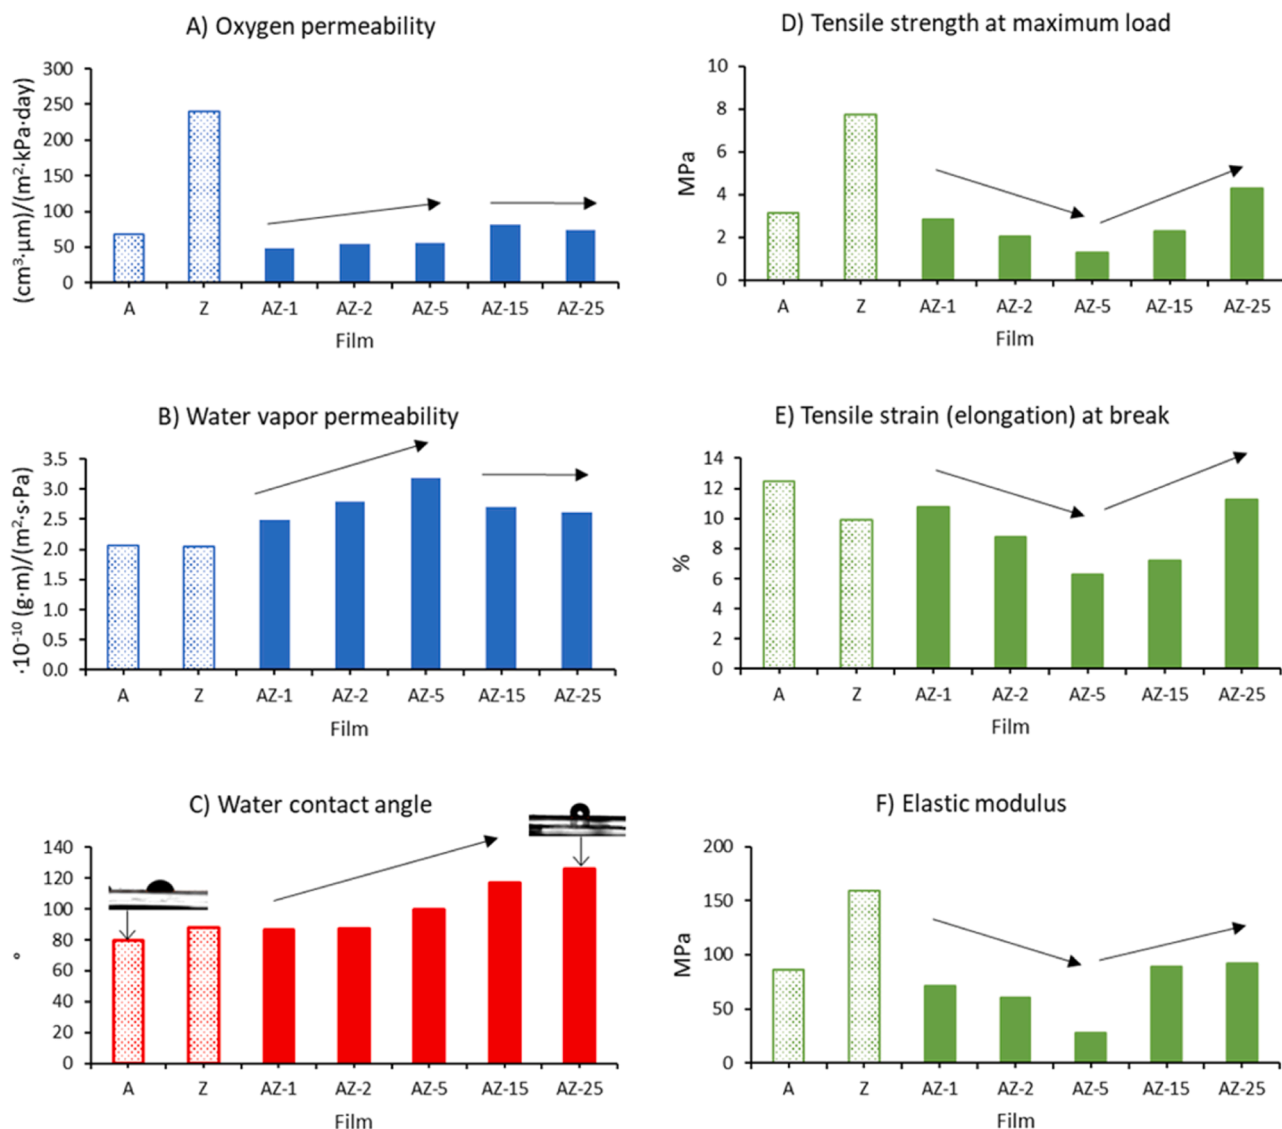 A) Oxygen permeability
(cm³·µm)/(m²·kPa·day)
300
250
200
150
100
50
0
A Z AZ-1 AZ-2 AZ-5 AZ-15 AZ-25
Film
D) Tensile strength at maximum load
MPa
10
8
6
4
2
0
A Z AZ-1 AZ-2 AZ-5 AZ-15 AZ-25
Film
B) Water vapor permeability
·10⁻¹⁰ (g·m)/(m²·s·Pa)
3.5
3.0
2.5
2.0
1.5
1.0
0.5
0.0
A Z AZ-1 AZ-2 AZ-5 AZ-15 AZ-25
Film
E) Tensile strain (elongation) at break
%
14
12
10
8
6
4
2
0
A Z AZ-1 AZ-2 AZ-5 AZ-15 AZ-25
Film
C) Water contact angle
°
140
120
100
80
60
40
20
0
A Z AZ-1 AZ-2 AZ-5 AZ-15 AZ-25
Film
F) Elastic modulus
MPa
200
150
100
50
0
A Z AZ-1 AZ-2 AZ-5 AZ-15 AZ-25
Film